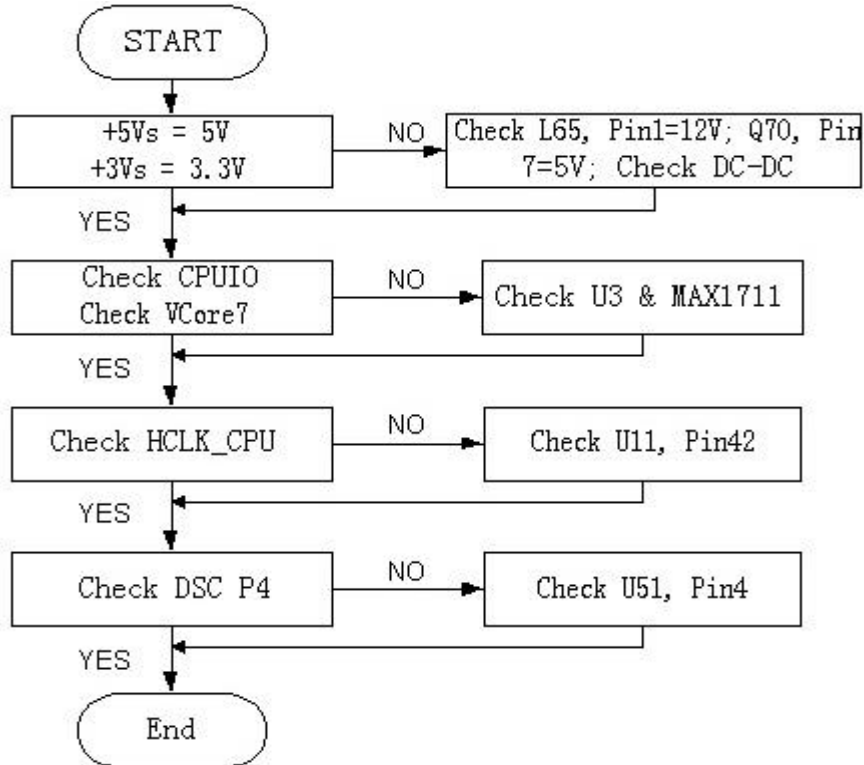 START
+5Vs = 5V
+3Vs = 3.3V
NO
Check L65, Pin1=12V; Q70, Pin
7=5V; Check DC-DC
YES
Check CPUIO
Check VCore7
NO
Check U3 & MAX1711
YES
Check HCLK_CPU
NO
Check U11, Pin42
YES
Check DSC P4
NO
Check U51, Pin4
YES
End